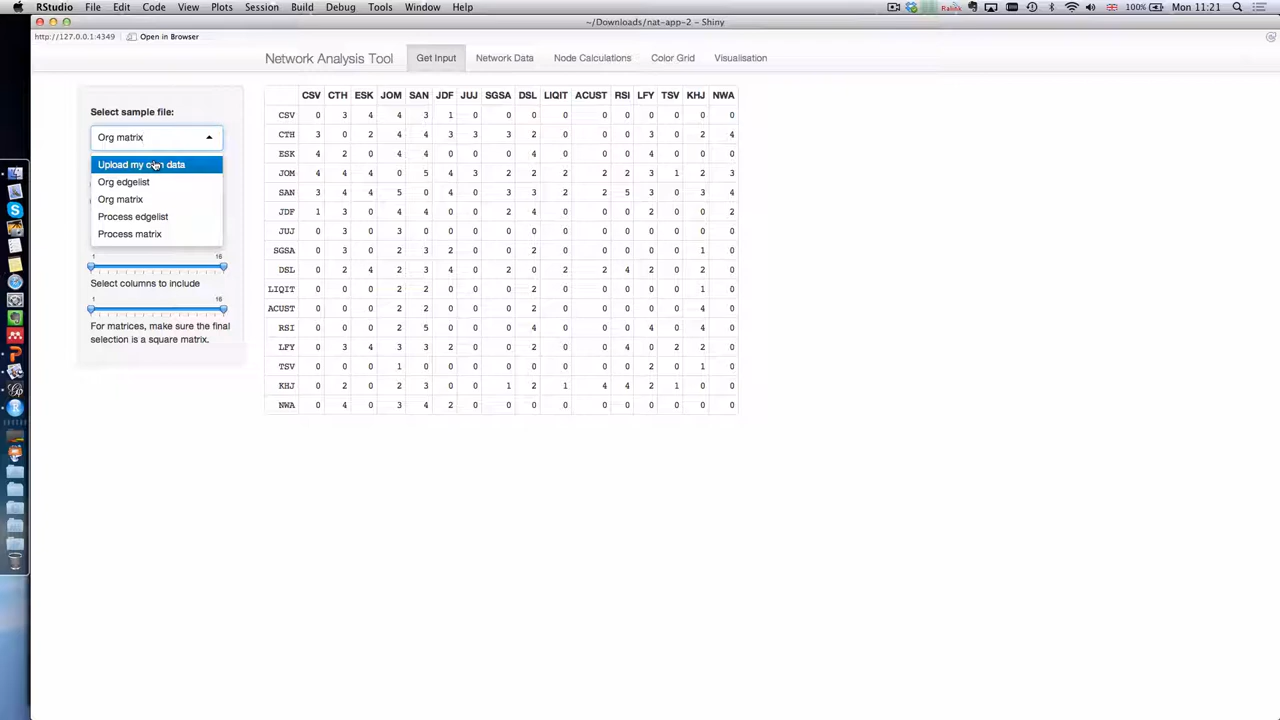 RStudio File Edit Code View Plots Session Build Debug Tools Window Help Ralink 100% Mon 11:21
~/Downloads/nat-app-2 – Shiny
http://127.0.0.1:4349 Open in Browser
Network Analysis Tool Get Input Network Data Node Calculations Color Grid Visualisation
Select sample file:
Org matrix
Upload my own data
Org edgelist
Org matrix
Process edgelist
Process matrix
1 16
Select columns to include
1 16
For matrices, make sure the final
selection is a square matrix.
CSV CTH ESK JOM SAN JDF JUJ SGSA DSL LIQIT ACUST RSI LFY TSV KHJ NWA
CSV 0 3 4 4 3 1 0 0 0 0 0 0 0 0 0 0
CTH 3 0 2 4 4 3 3 3 2 0 0 0 3 0 2 4
ESK 4 2 0 4 4 0 0 0 4 0 0 0 4 0 0 0
JOM 4 4 4 0 5 4 3 2 2 2 2 2 3 1 2 3
SAN 3 4 4 5 0 4 0 3 3 2 2 5 3 0 3 4
JDF 1 3 0 4 4 0 0 2 4 0 0 0 2 0 0 2
JUJ 0 3 0 3 0 0 0 0 0 0 0 0 0 0 0 0
SGSA 0 3 0 2 3 2 0 0 2 0 0 0 0 0 1 0
DSL 0 2 4 2 3 4 0 2 0 2 2 4 2 0 2 0
LIQIT 0 0 0 2 2 0 0 0 2 0 0 0 0 0 1 0
ACUST 0 0 0 2 2 0 0 0 2 0 0 0 0 0 4 0
RSI 0 0 0 2 5 0 0 0 4 0 0 0 4 0 4 0
LFY 0 3 4 3 3 2 0 0 2 0 0 4 0 2 2 0
TSV 0 0 0 1 0 0 0 0 0 0 0 0 2 0 1 0
KHJ 0 2 0 2 3 0 0 1 2 1 4 4 2 1 0 0
NWA 0 4 0 3 4 2 0 0 0 0 0 0 0 0 0 0